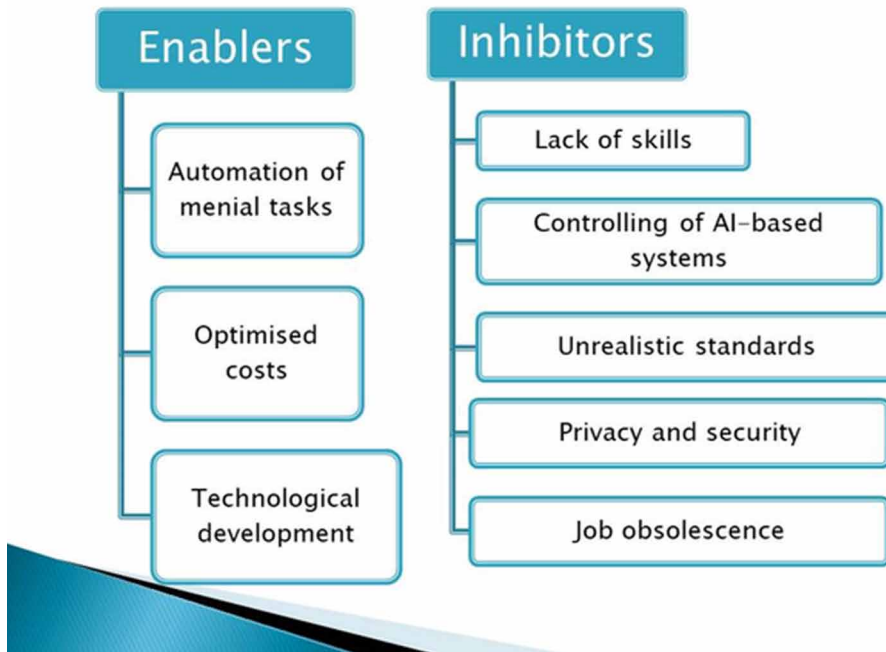 Enablers
Automation of
menial tasks
Optimised
costs
Technological
development
Inhibitors
Lack of skills
Controlling of AI-based
systems
Unrealistic standards
Privacy and security
Job obsolescence